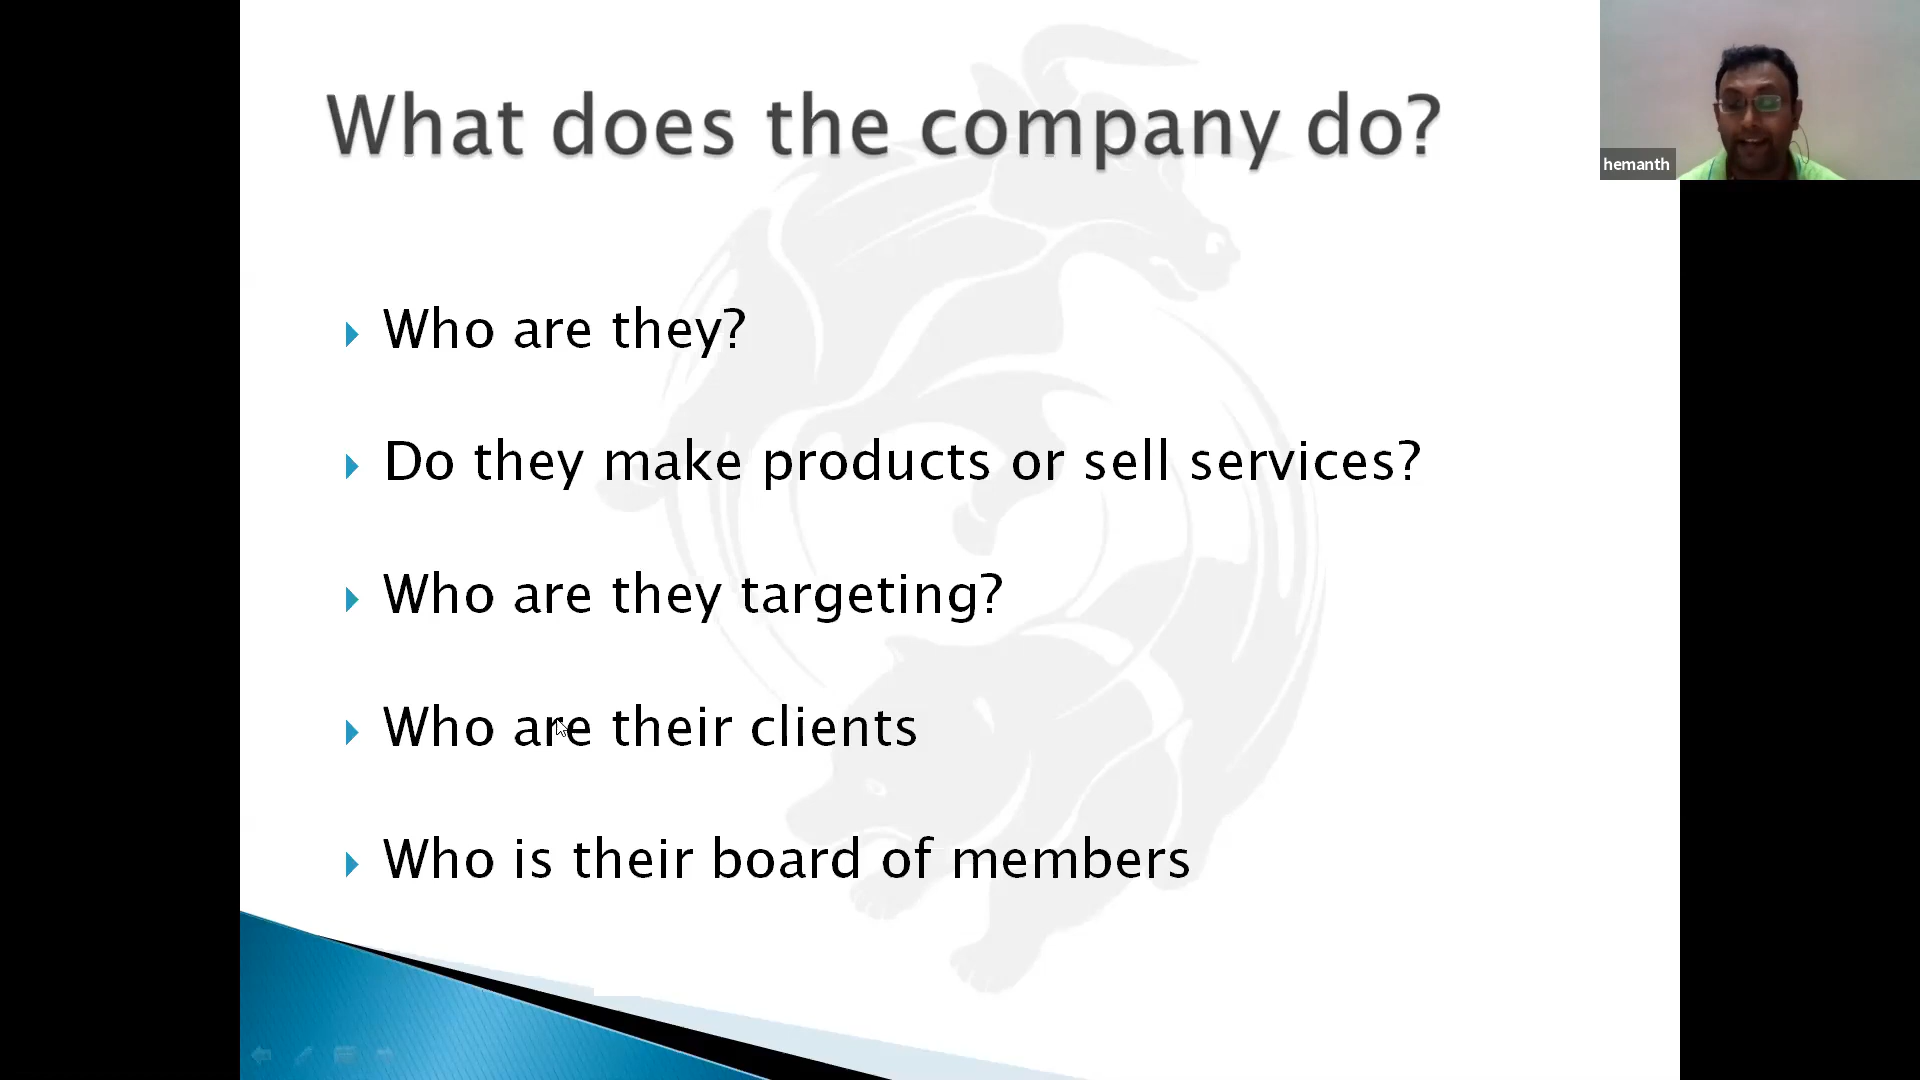 What does the company do?
hemanth
Who are they?
Do they make products or sell services?
Who are they targeting?
Who are their clients
Who is their board of members